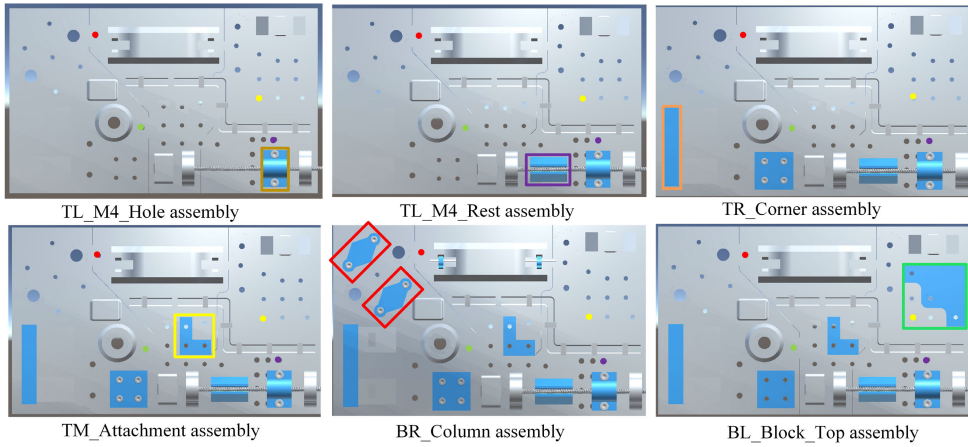 TL_M4_Hole assembly
TL_M4_Rest assembly
TR_Corner assembly
TM_Attachment assembly
BR_Column assembly
BL_Block_Top assembly